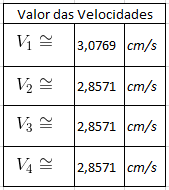 Valor das Velocidades
V₁ ≅ 3,0769 cm/s
V₂ ≅ 2,8571 cm/s
V₃ ≅ 2,8571 cm/s
V₄ ≅ 2,8571 cm/s